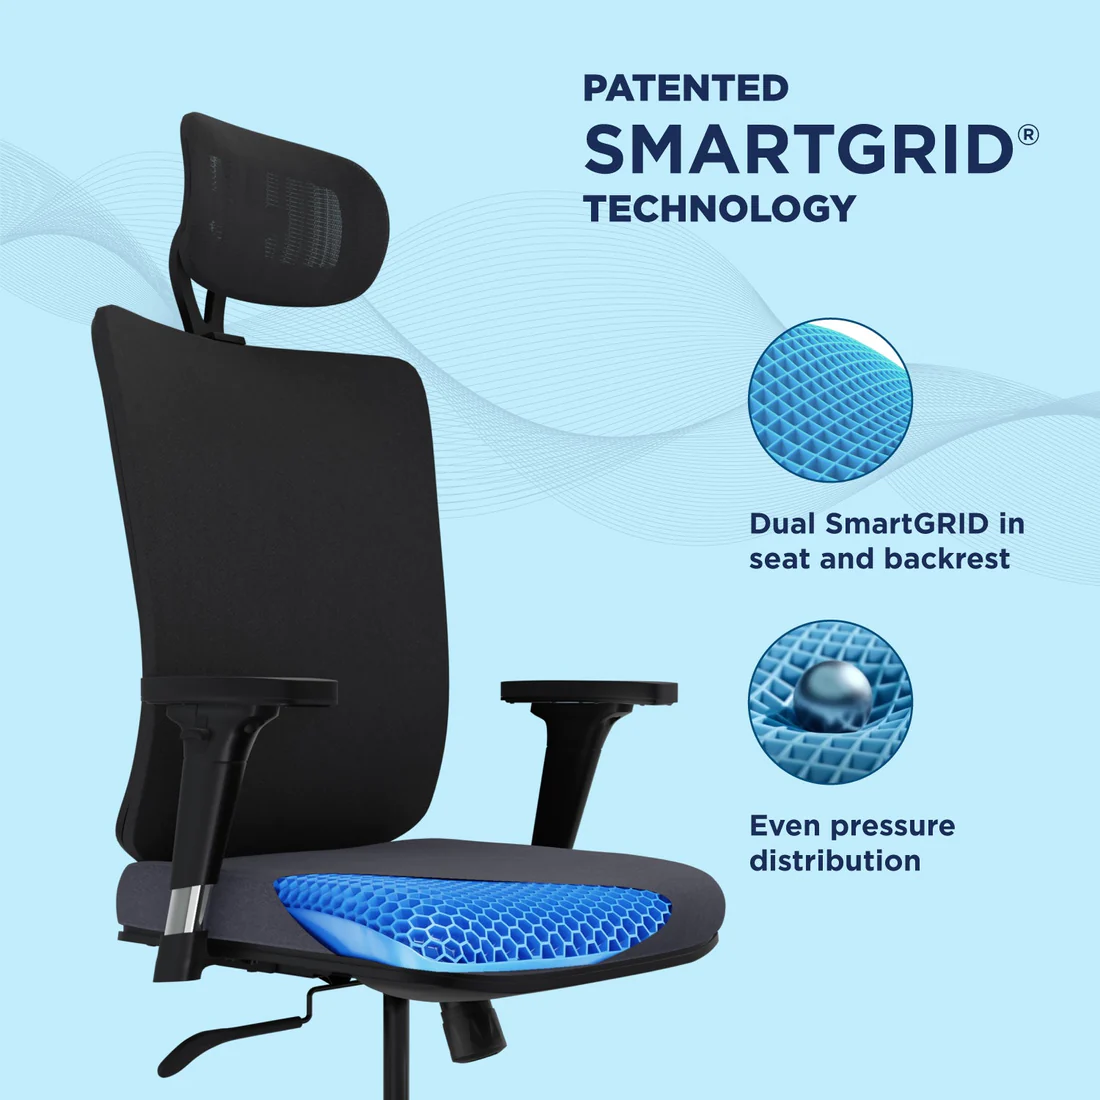 PATENTED
SMARTGRID®
TECHNOLOGY
Dual SmartGRID in
seat and backrest
Even pressure
distribution